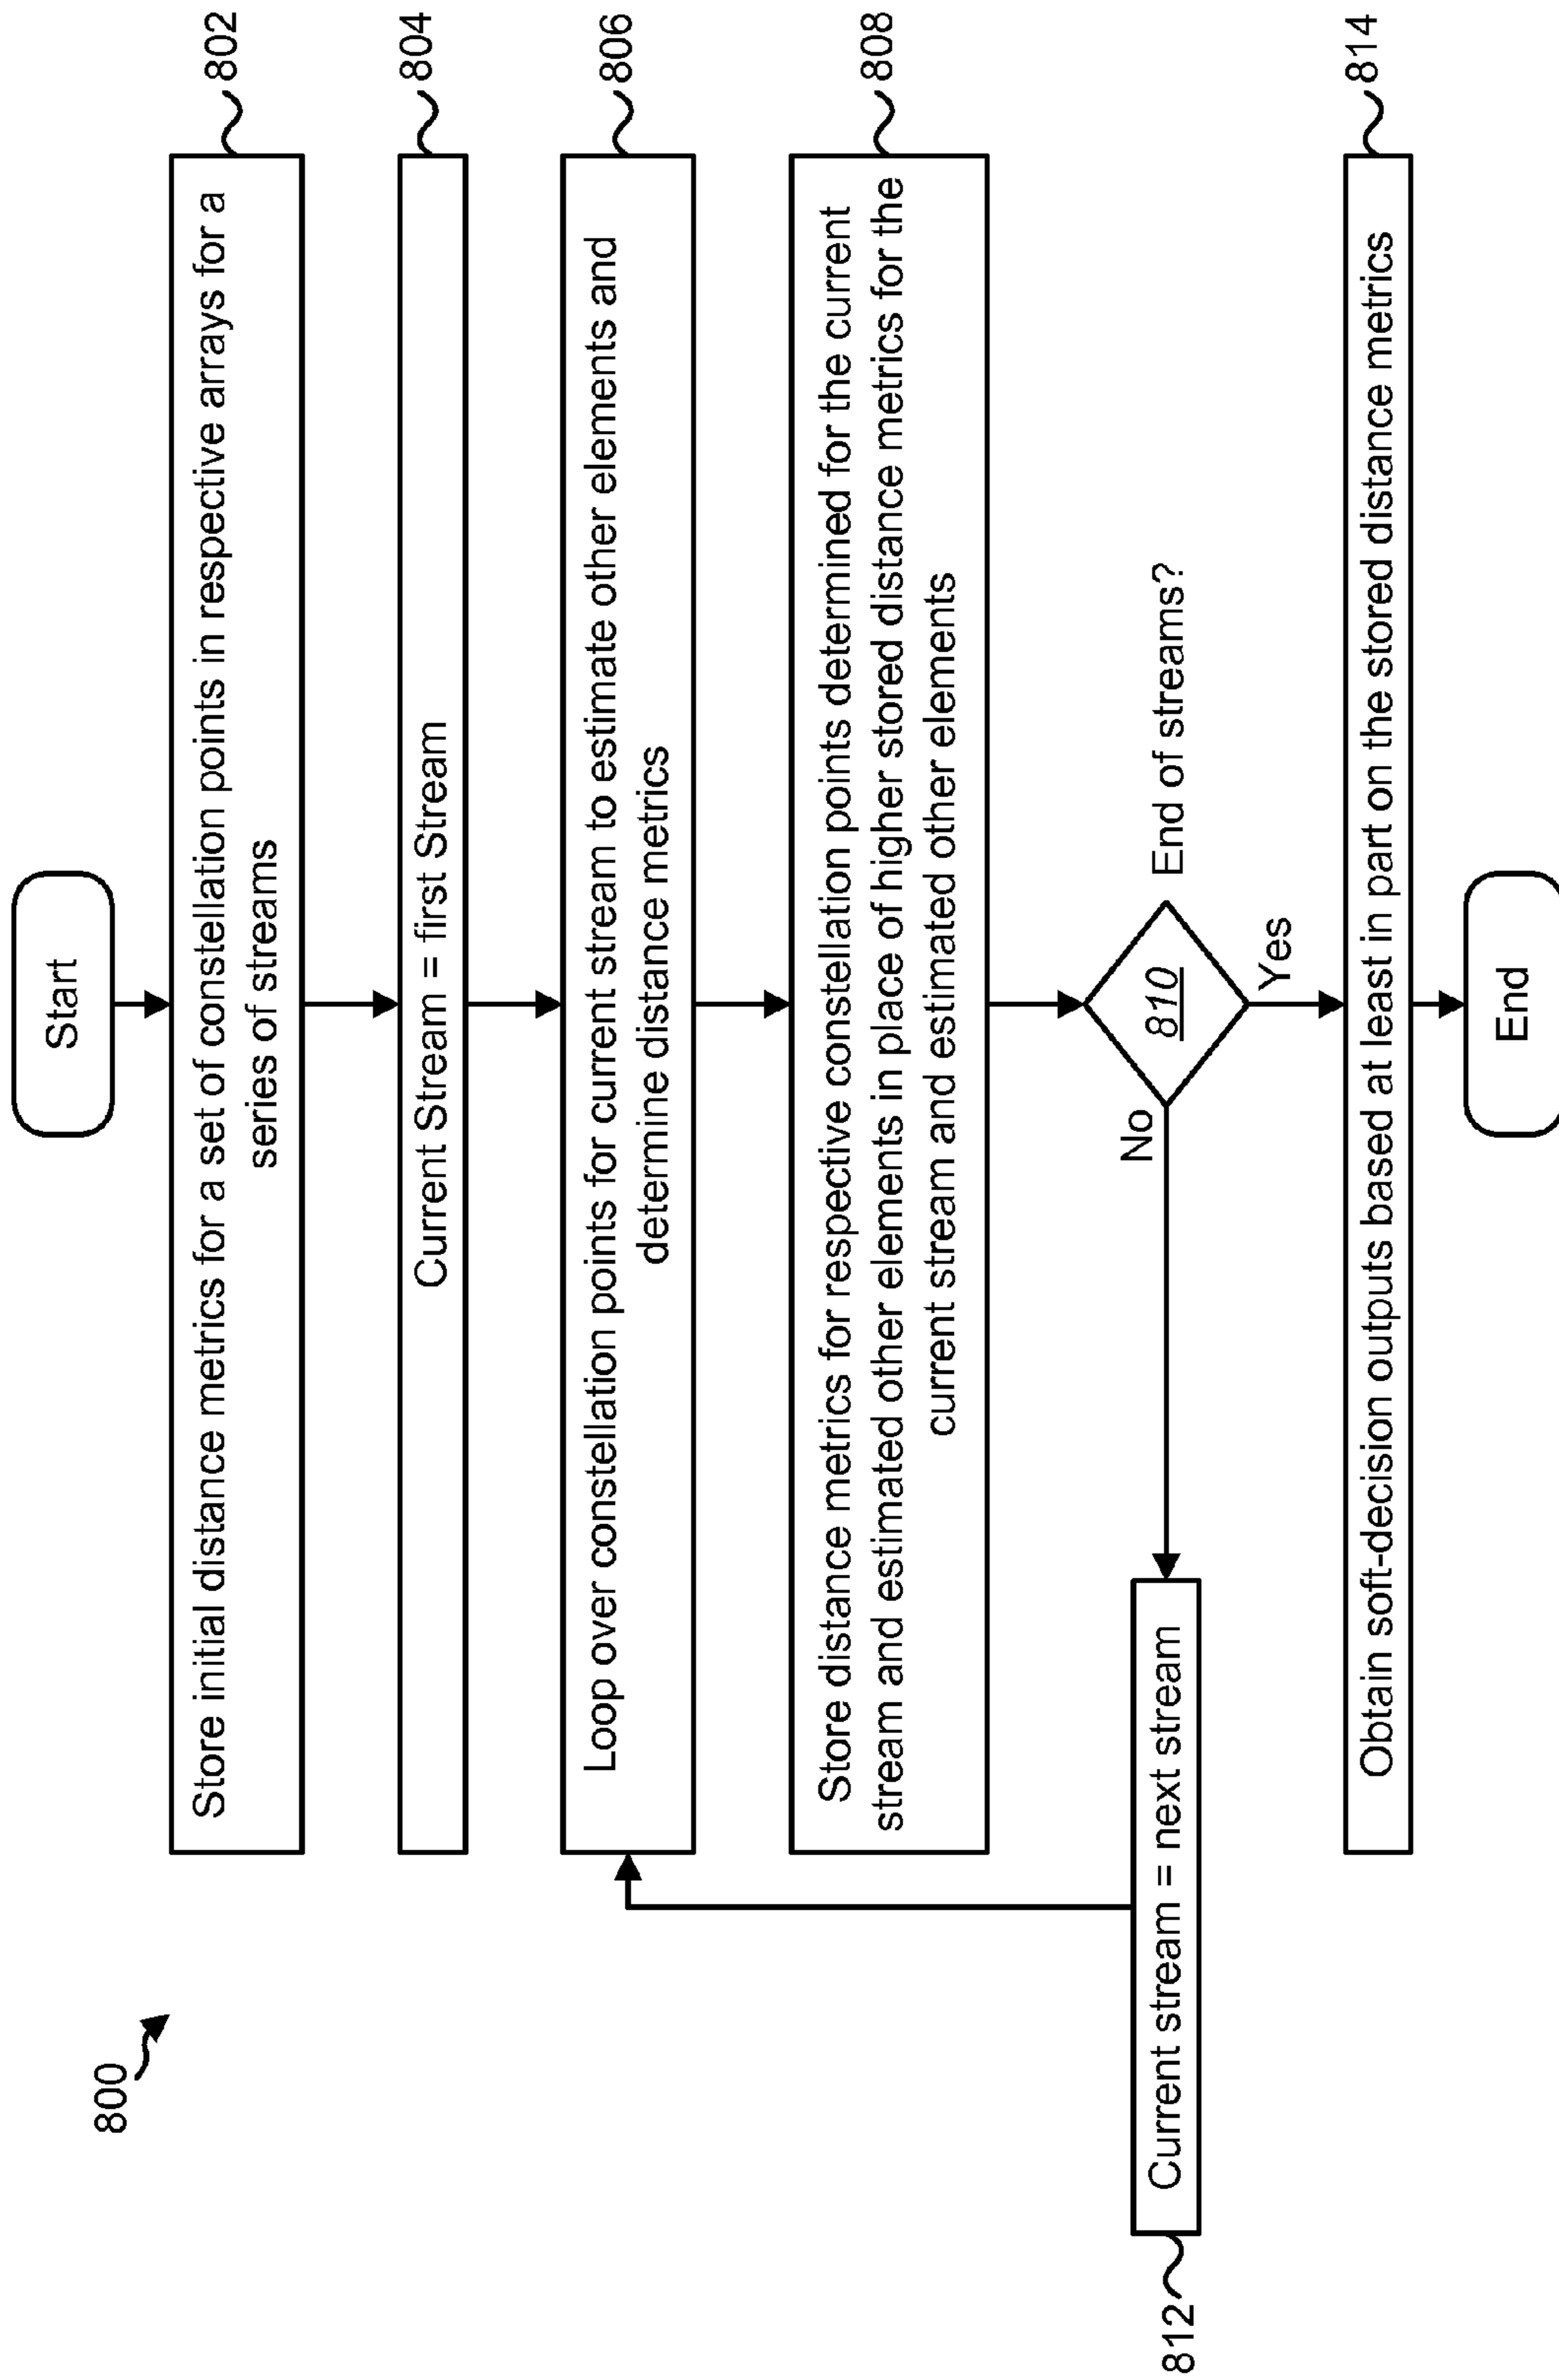 800
Start
Store initial distance metrics for a set of constellation points in respective arrays for a
series of streams
802
Current Stream = first Stream
804
Loop over constellation points for current stream to estimate other elements and
determine distance metrics
806
Store distance metrics for respective constellation points determined for the current
stream and estimated other elements in place of higher stored distance metrics for the
current stream and estimated other elements
808
810
End of streams?
No
Yes
Current stream = next stream
812
Obtain soft-decision outputs based at least in part on the stored distance metrics
814
End